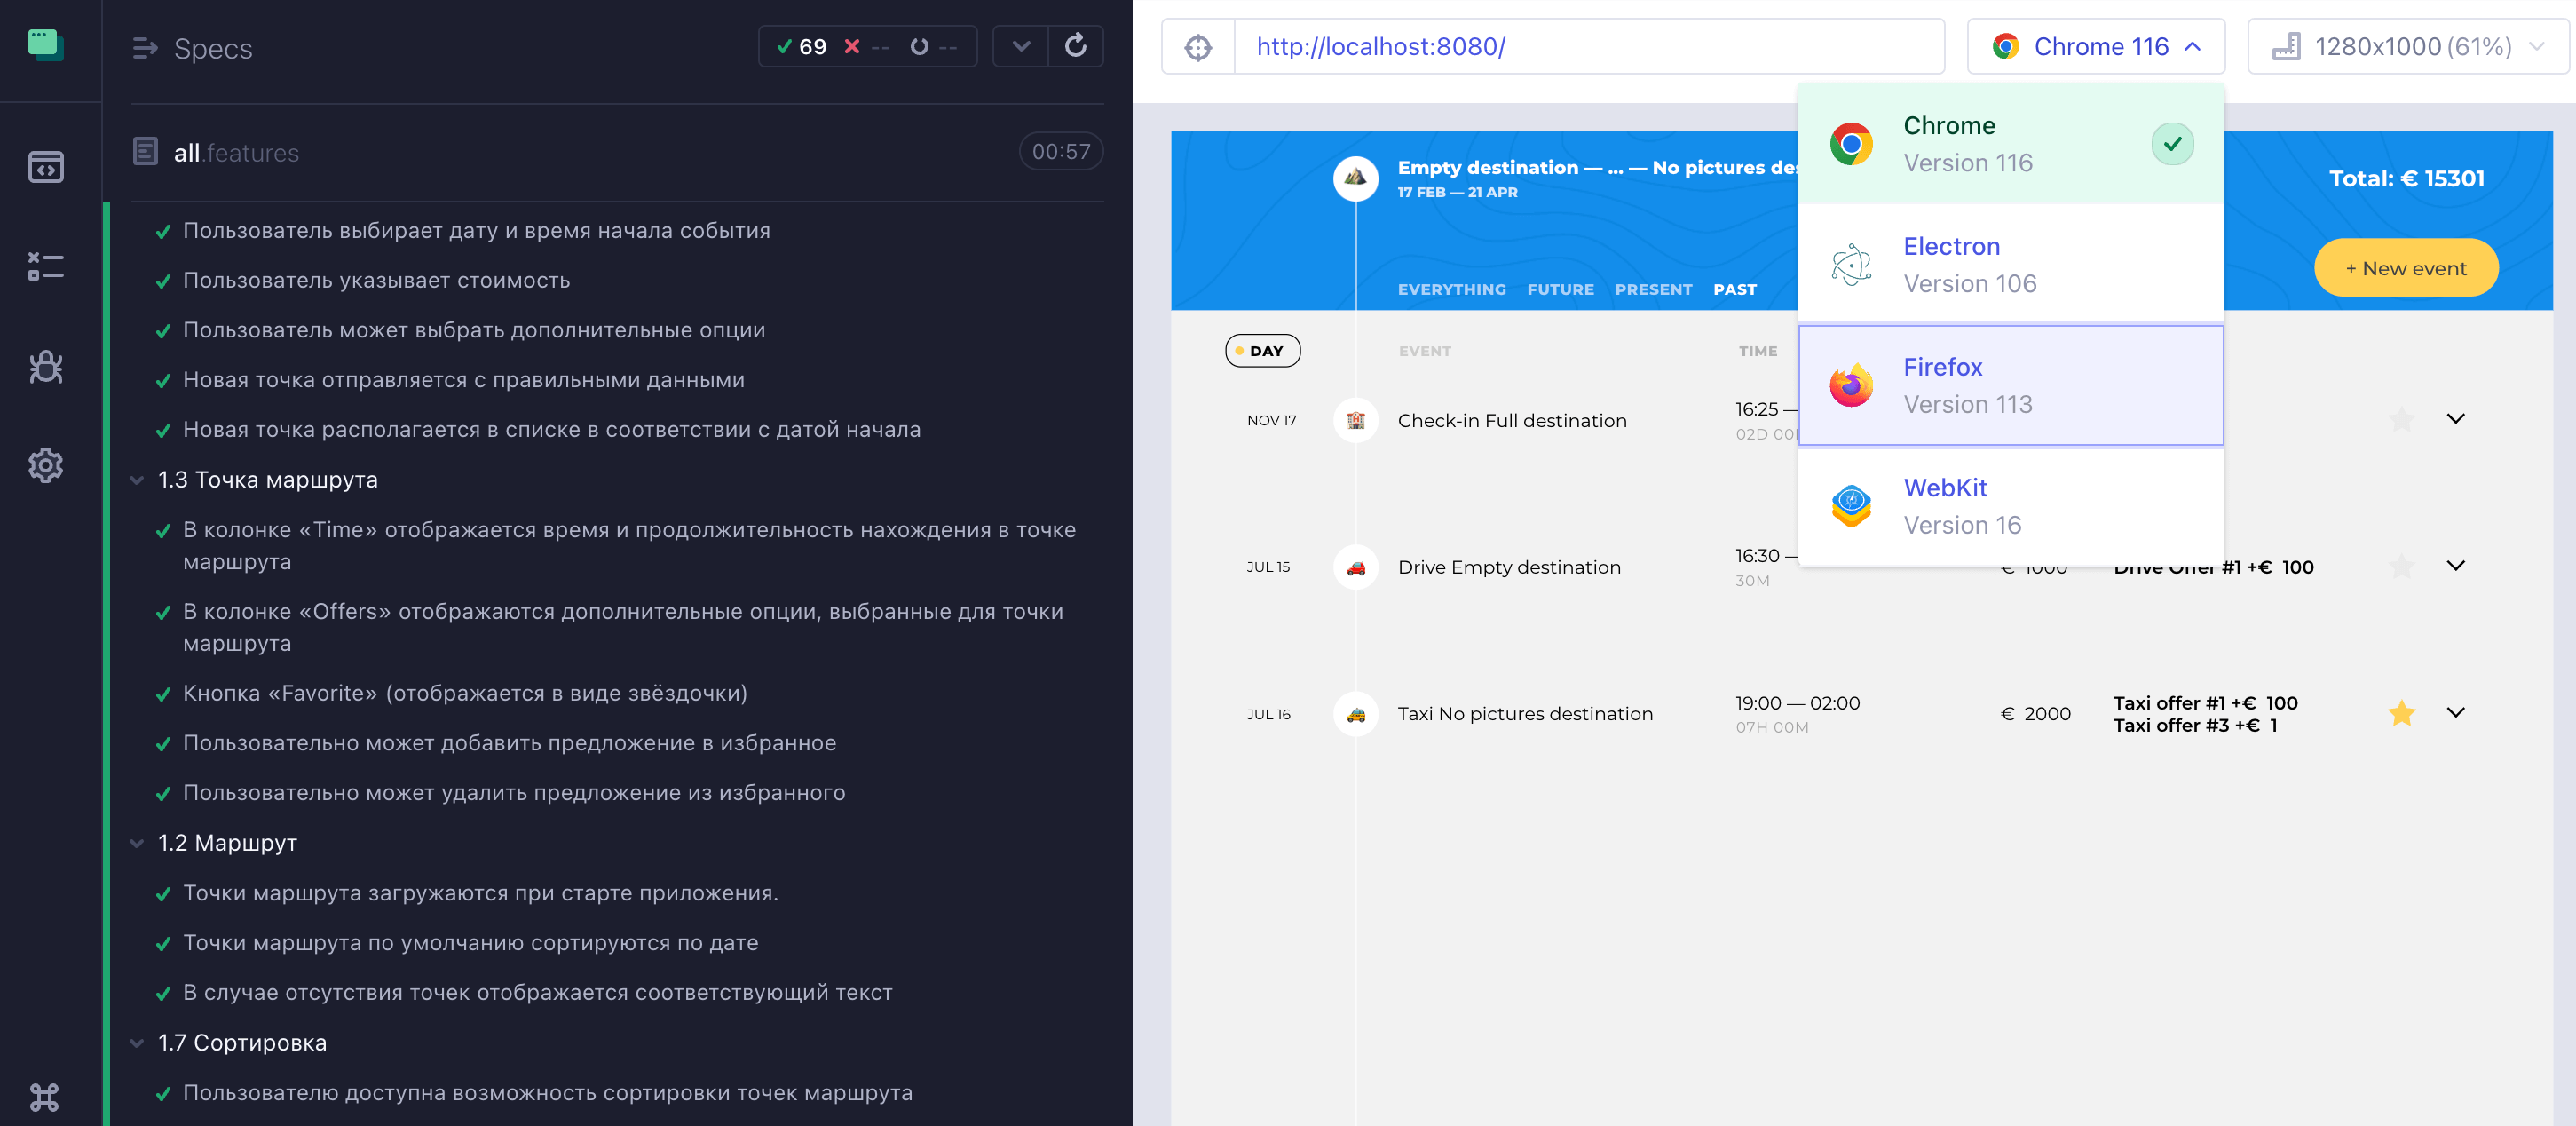 Specs
69 -- --
all.features
00:57
Пользователь выбирает дату и время начала события
Пользователь указывает стоимость
Пользователь может выбрать дополнительные опции
Новая точка отправляется с правильными данными
Новая точка располагается в списке в соответствии с датой начала
1.3 Точка маршрута
В колонке «Time» отображается время и продолжительность нахождения в точке
маршрута
В колонке «Offers» отображаются дополнительные опции, выбранные для точки
маршрута
Кнопка «Favorite» (отображается в виде звёздочки)
Пользовательно может добавить предложение в избранное
Пользовательно может удалить предложение из избранного
1.2 Маршрут
Точки маршрута загружаются при старте приложения.
Точки маршрута по умолчанию сортируются по дате
В случае отсутствия точек отображается соответствующий текст
1.7 Сортировка
Пользователю доступна возможность сортировки точек маршрута
http://localhost:8080/
Chrome 116
1280x1000 (61%)
Chrome
Version 116
Electron
Version 106
Firefox
Version 113
WebKit
Version 16
Empty destination — ... — No pictures des
17 FEB — 21 APR
Total: € 15301
+ New event
EVERYTHING FUTURE PRESENT PAST
DAY EVENT TIME
NOV 17 Check-in Full destination 16:25 —
02D
JUL 15 Drive Empty destination 16:30 — € 1000 Drive Offer #1 +€ 100
30M
JUL 16 Taxi No pictures destination 19:00 — 02:00 € 2000 Taxi offer #1 +€ 100
07H 00M Taxi offer #3 +€ 1